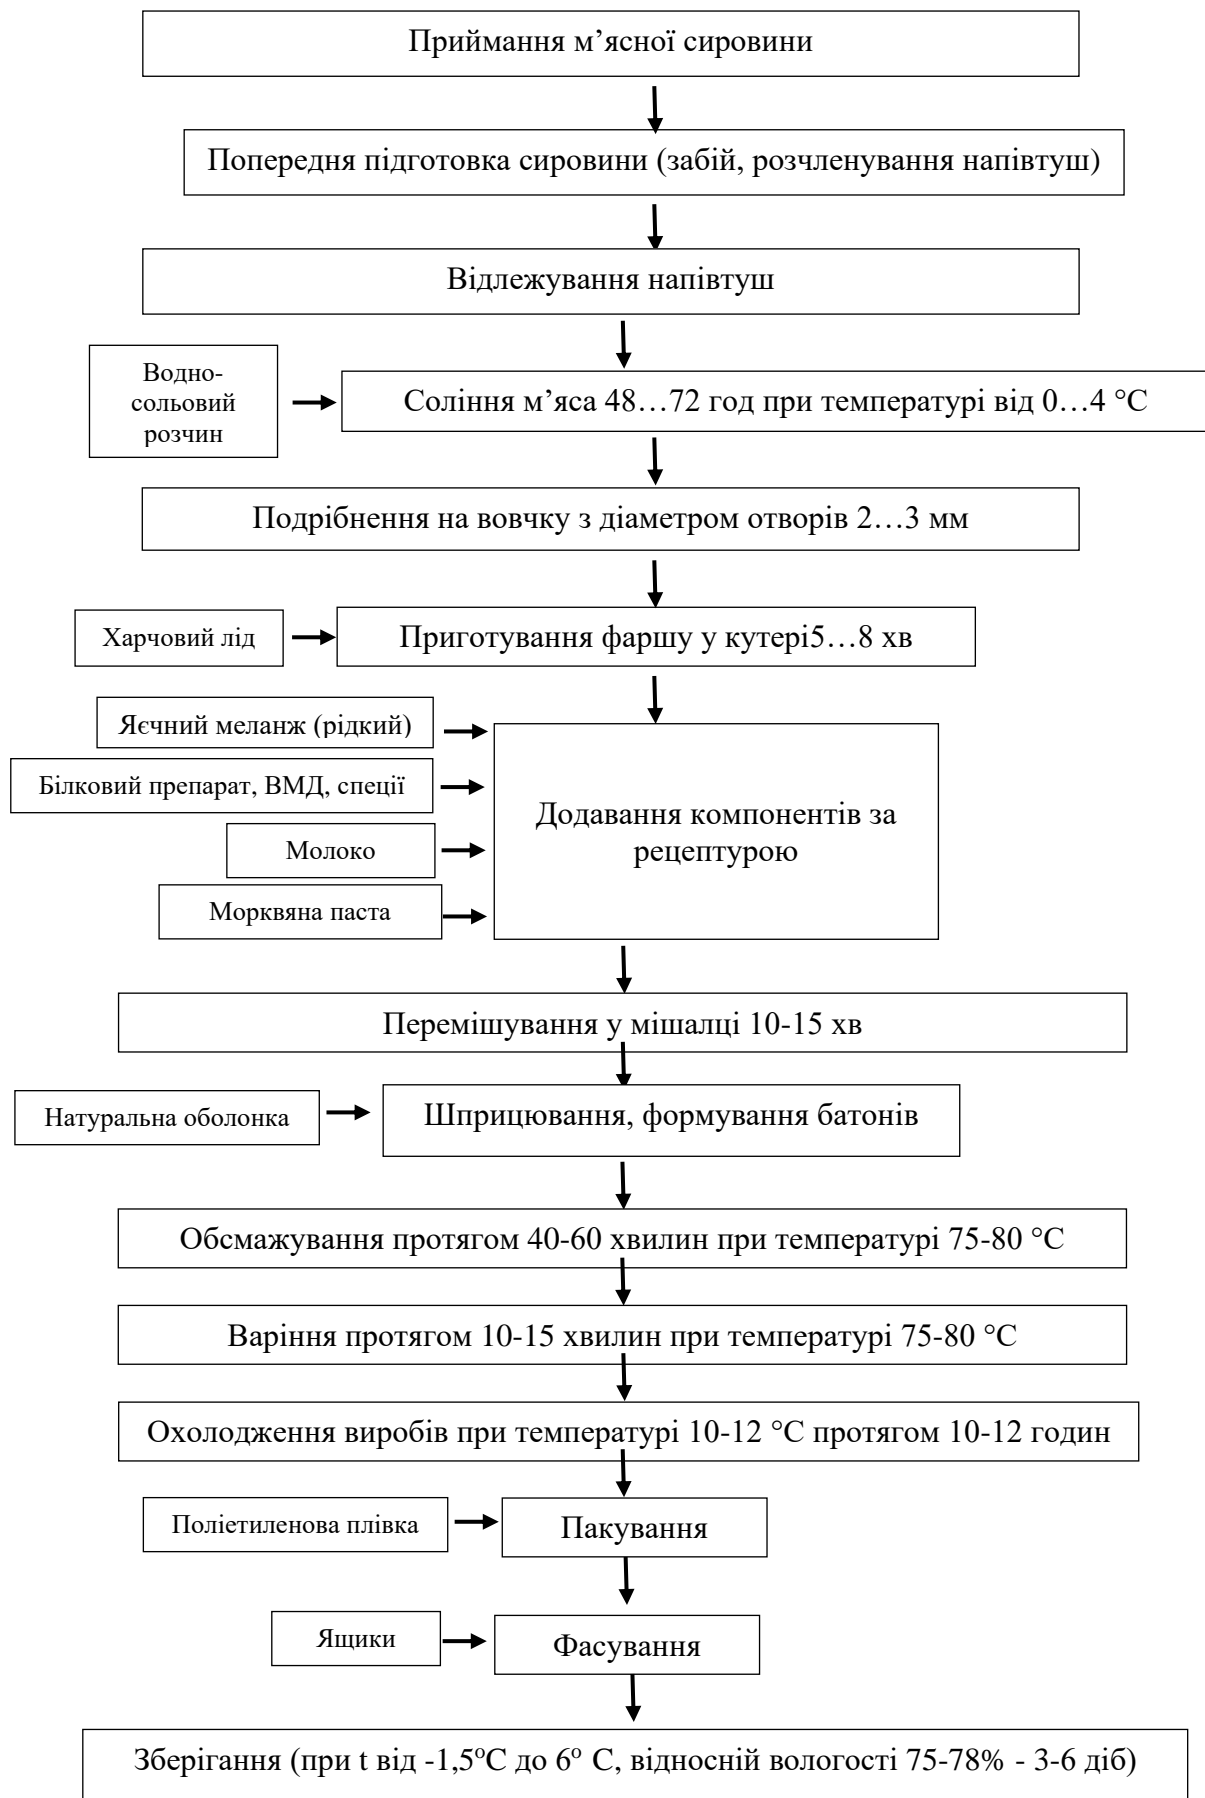 Приймання м’ясної сировини
Попередня підготовка сировини (забій, розчленування напівтуш)
Відлежування напівтуш
Водно-
сольовий
розчин
Соління м’яса 48…72 год при температурі від 0…4 °С
Подрібнення на вовчку з діаметром отворів 2…3 мм
Харчовий лід
Приготування фаршу у кутері5…8 хв
Яєчний меланж (рідкий)
Білковий препарат, ВМД, спеції
Молоко
Морквяна паста
Додавання компонентів за
рецептурою
Перемішування у мішалці 10-15 хв
Натуральна оболонка
Шприцювання, формування батонів
Обсмажування протягом 40-60 хвилин при температурі 75-80 °С
Варіння протягом 10-15 хвилин при температурі 75-80 °С
Охолодження виробів при температурі 10-12 °С протягом 10-12 годин
Поліетиленова плівка
Пакування
Ящики
Фасування
Зберігання (при t від -1,5ºС до 6º С, відносній вологості 75-78% - 3-6 діб)